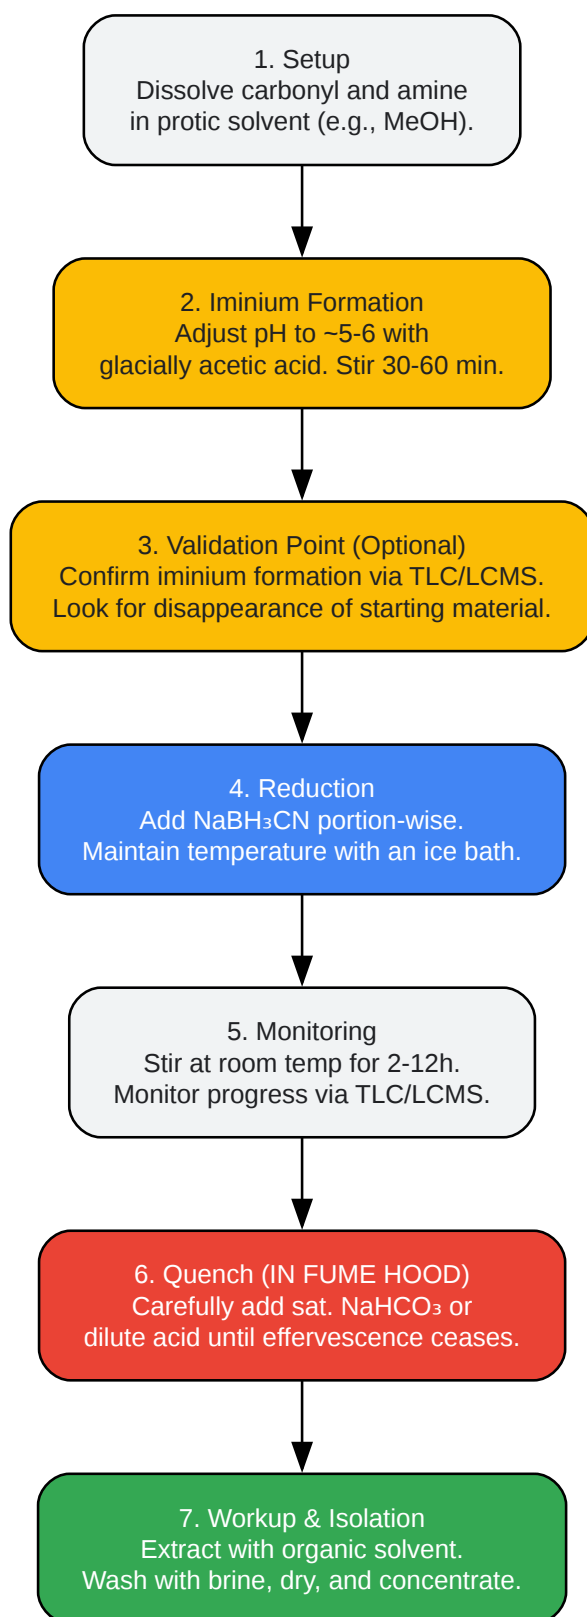 1. Setup
Dissolve carbonyl and amine
in protic solvent (e.g., MeOH).
2. Iminium Formation
Adjust pH to ~5-6 with
glacially acetic acid. Stir 30-60 min.
3. Validation Point (Optional)
Confirm iminium formation via TLC/LCMS.
Look for disappearance of starting material.
4. Reduction
Add NaBH₃CN portion-wise.
Maintain temperature with an ice bath.
5. Monitoring
Stir at room temp for 2-12h.
Monitor progress via TLC/LCMS.
6. Quench (IN FUME HOOD)
Carefully add sat. NaHCO₃ or
dilute acid until effervescence ceases.
7. Workup & Isolation
Extract with organic solvent.
Wash with brine, dry, and concentrate.